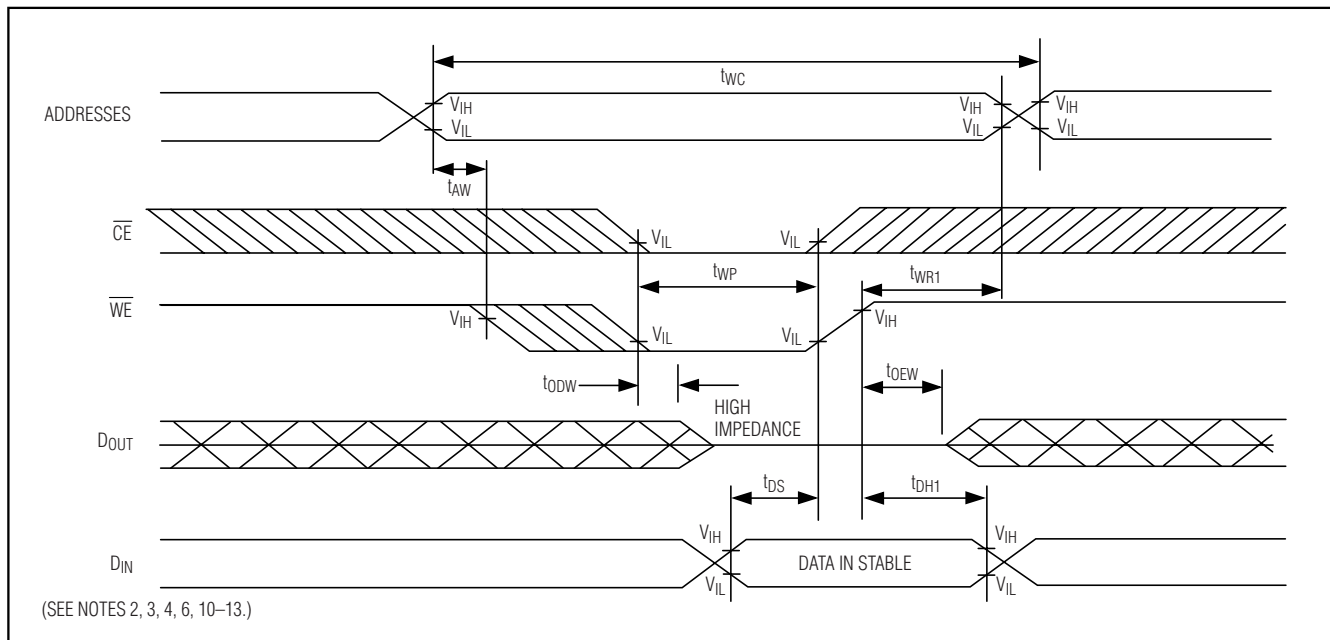 tWC
ADDRESSES
VIH
VIL
VIH
VIL
VIH
VIL
tAW
CE
VIL
VIL
tWP
tWR1
WE
VIH
VIL
VIL
VIH
tODW
tOEW
HIGH
IMPEDANCE
DOUT
tDS
tDH1
VIH
VIH
DIN
DATA IN STABLE
VIL
VIL
(SEE NOTES 2, 3, 4, 6, 10–13.)